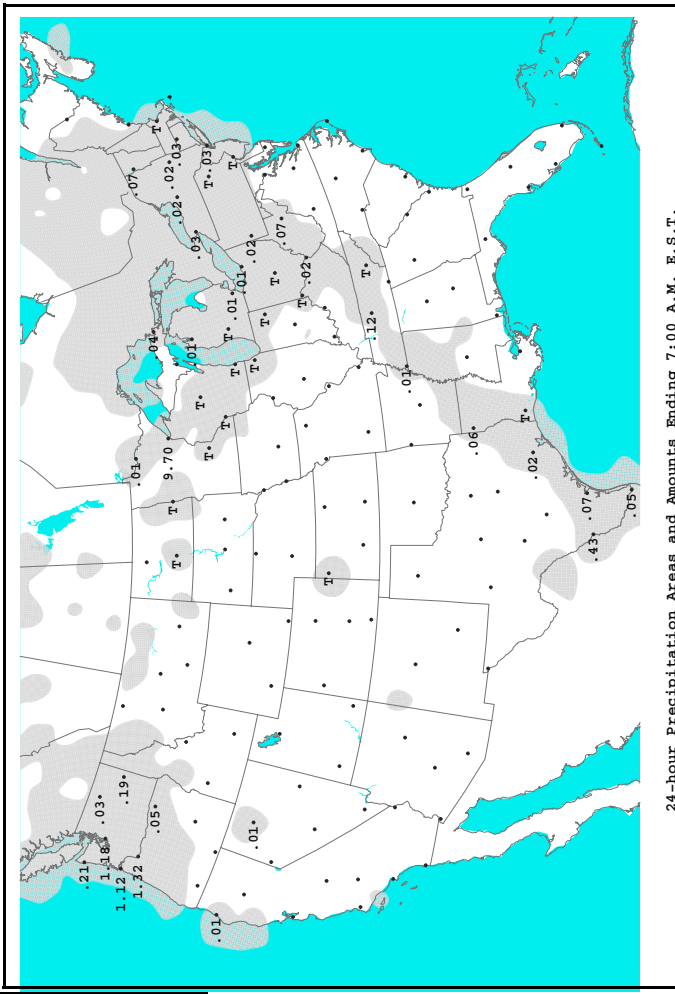 .21
1.18
.03
1.12
.19
1.32
.01
.07
.04
.05
T
9.70
.02
T
T
.02
.03
.01
.03
T
.03
T
T
.01
T
T
.01
T
T
.01
.02
.01
T
T
T
.07
T
.02
T
T
.12
.01
.06
T
.02
.07
.43
.05
24-hour Precipitation Areas and Amounts Ending 7:00 A.M. E.S.T.